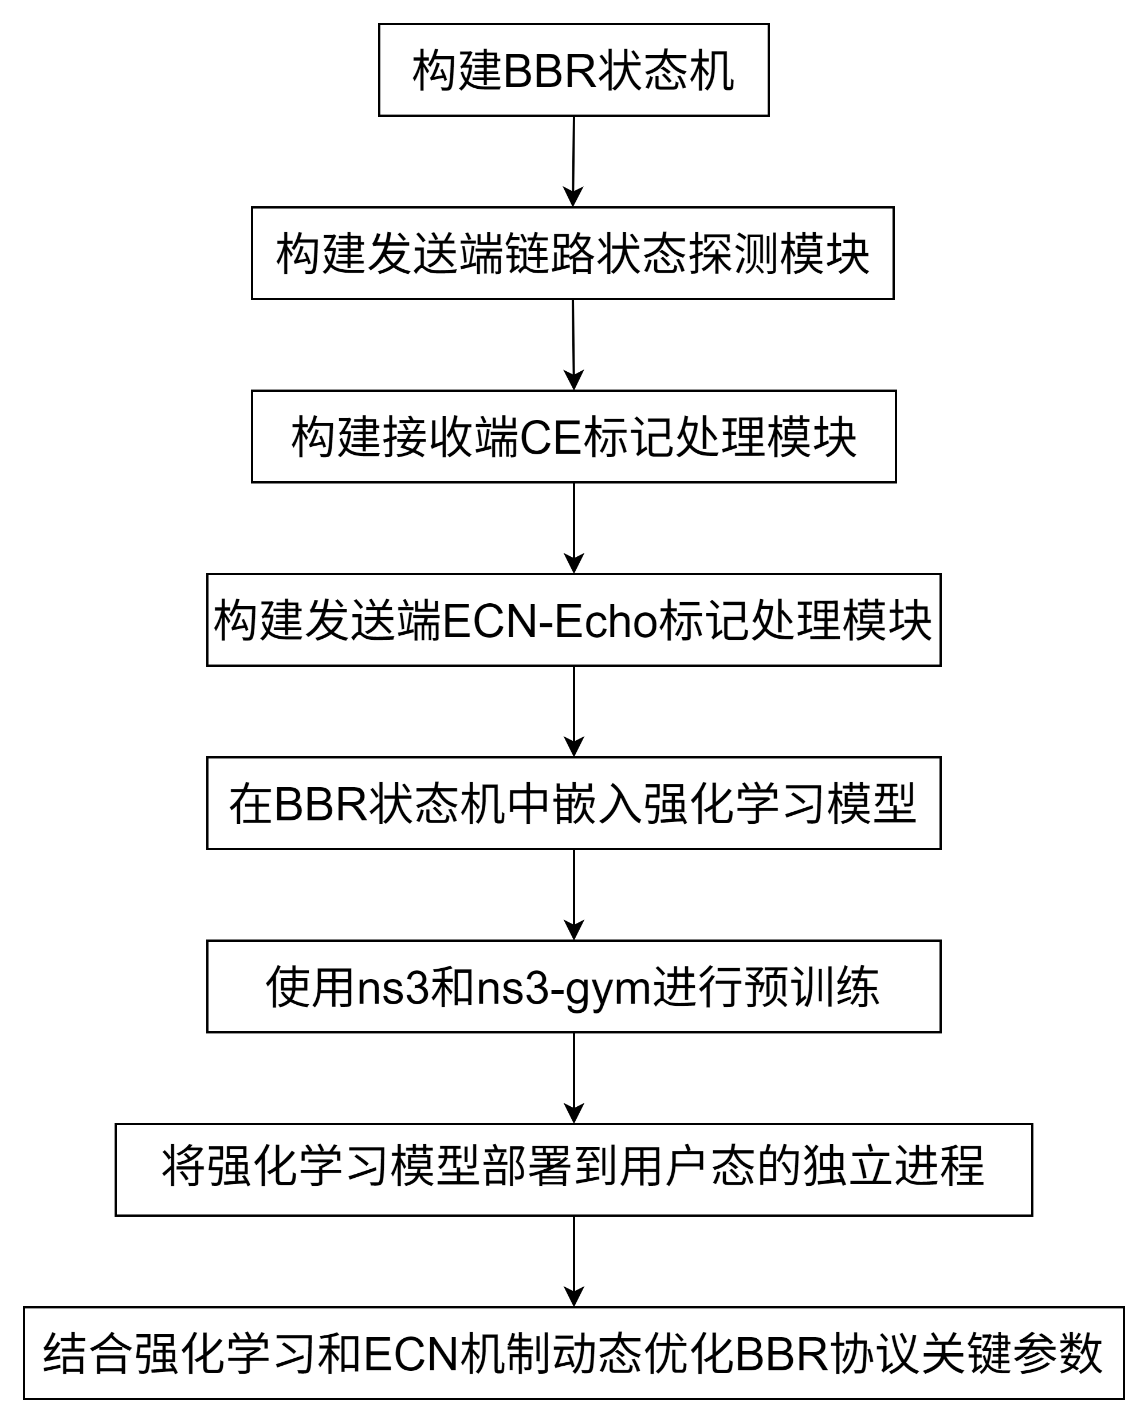 构建BBR状态机
构建发送端链路状态探测模块
构建接收端CE标记处理模块
构建发送端ECN-Echo标记处理模块
在BBR状态机中嵌入强化学习模型
使用ns3和ns3-gym进行预训练
将强化学习模型部署到用户态的独立进程
结合强化学习和ECN机制动态优化BBR协议关键参数